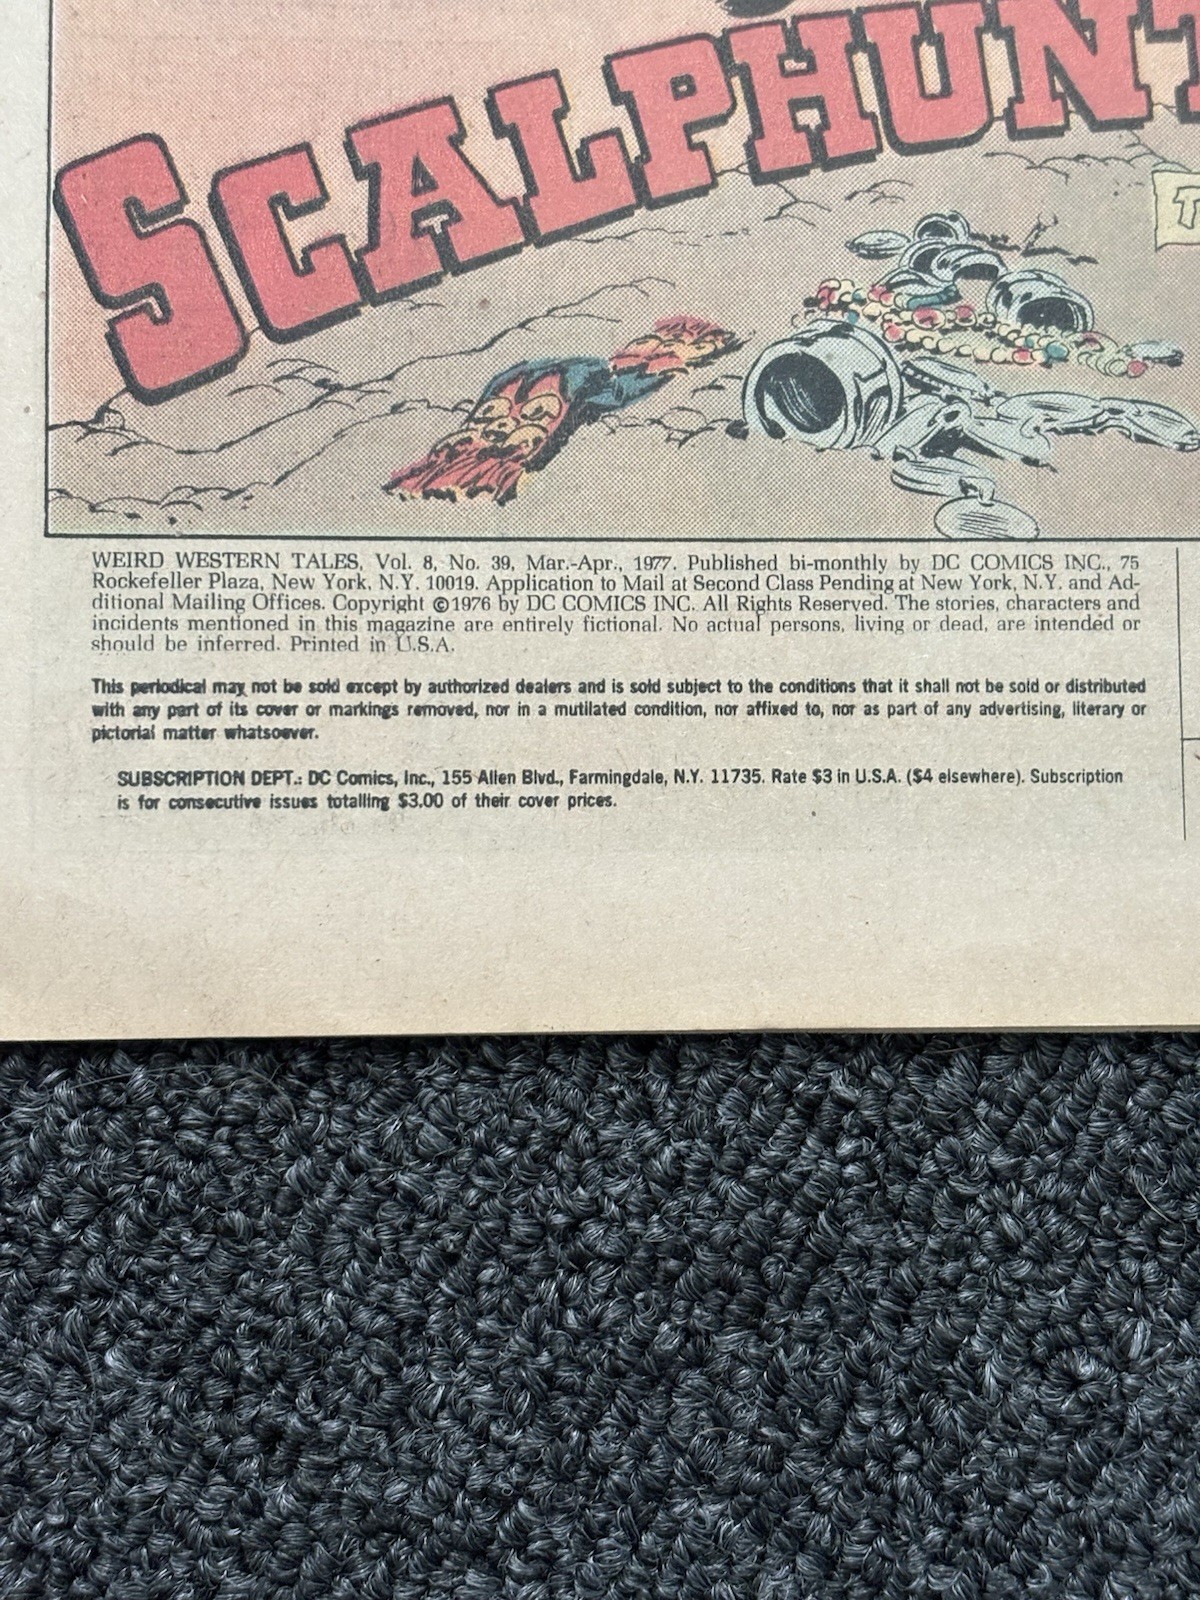 SCALPHUNT
T
WEIRD WESTERN TALES, Vol. 8, No. 39, Mar.-Apr., 1977. Published bi-monthly by DC COMICS INC., 75
Rockefeller Plaza, New York, N.Y. 10019. Application to Mail at Second Class Pending at New York, N.Y. and Ad-
ditional Mailing Offices. Copyright ©1976 by DC COMICS INC. All Rights Reserved. The stories, characters and
incidents mentioned in this magazine are entirely fictional. No actual persons, living or dead, are intended or
should be inferred. Printed in U.S.A.
This periodical may not be sold except by authorized dealers and is sold subject to the conditions that it shall not be sold or distributed
with any part of its cover or markings removed, nor in a mutilated condition, nor affixed to, nor as part of any advertising, literary or
pictorial matter whatsoever.
SUBSCRIPTION DEPT.: DC Comics, Inc., 155 Allen Blvd., Farmingdale, N.Y. 11735. Rate $3 in U.S.A. ($4 elsewhere). Subscription
is for consecutive issues totalling $3.00 of their cover prices.